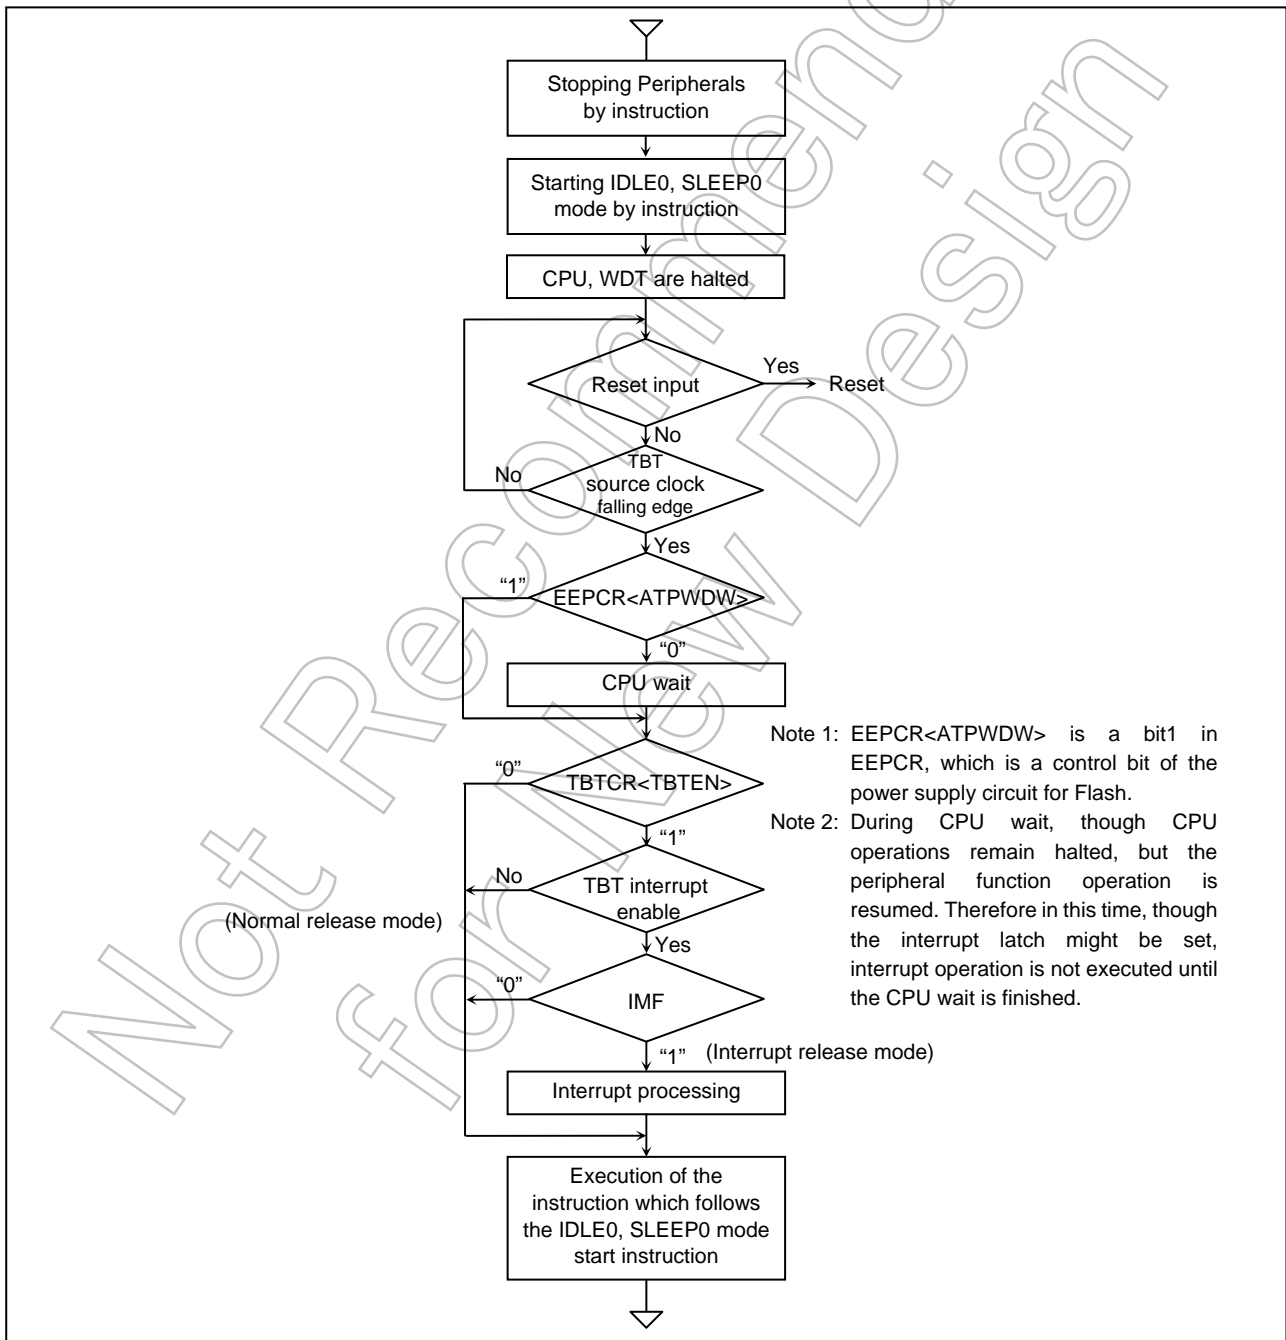 Stopping Peripherals
by instruction
Starting IDLE0, SLEEP0
mode by instruction
CPU, WDT are halted
Reset input
Yes
Reset
No
TBT
source clock
falling edge
No
Yes
EEPCR<ATPWDW>
“1”
“0”
CPU wait
TBTCR<TBTEN>
“0”
“1”
TBT interrupt
enable
No
(Normal release mode)
Yes
IMF
“0”
“1”
(Interrupt release mode)
Interrupt processing
Execution of the
instruction which follows
the IDLE0, SLEEP0 mode
start instruction
Note 1: EEPCR<ATPWDW> is a bit1 in
EEPCR, which is a control bit of the
power supply circuit for Flash.
Note 2: During CPU wait, though CPU
operations remain halted, but the
peripheral function operation is
resumed. Therefore in this time, though
the interrupt latch might be set,
interrupt operation is not executed until
the CPU wait is finished.
Not Recommend
for New Design